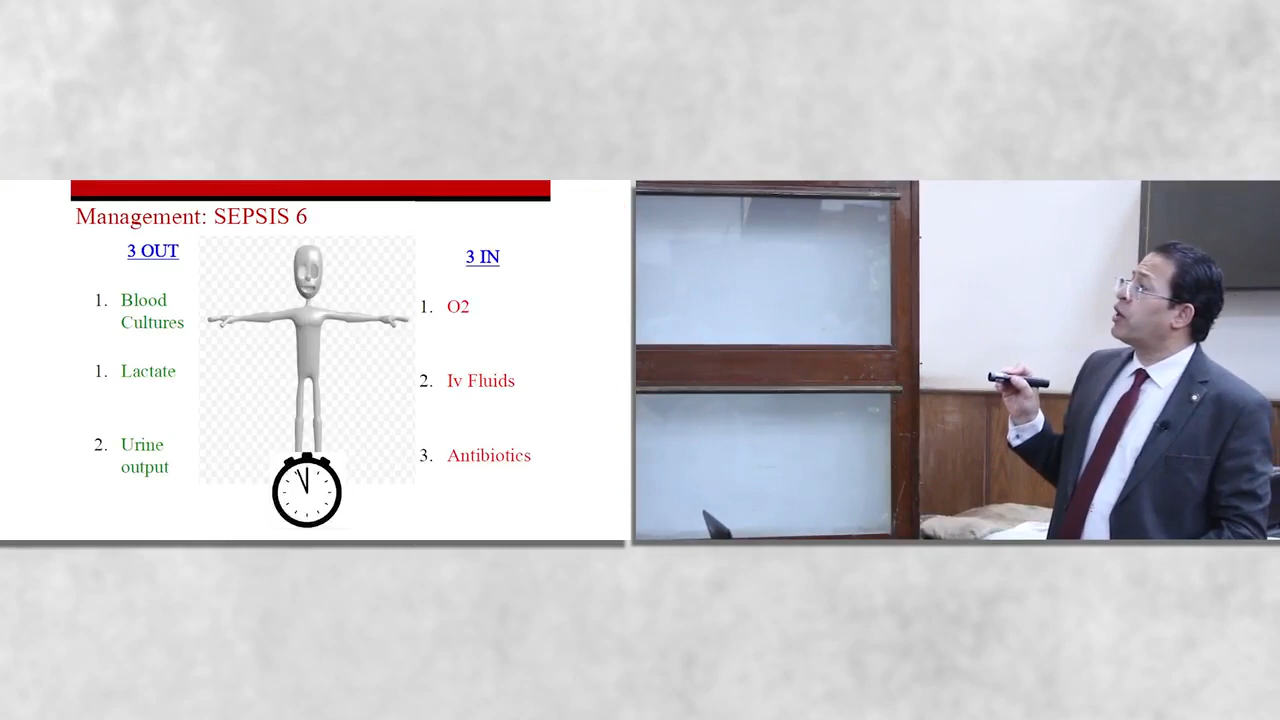 Management: SEPSIS 6
3 OUT
1. Blood
Cultures
1. Lactate
2. Urine
output
3 IN
1. O2
2. Iv Fluids
3. Antibiotics